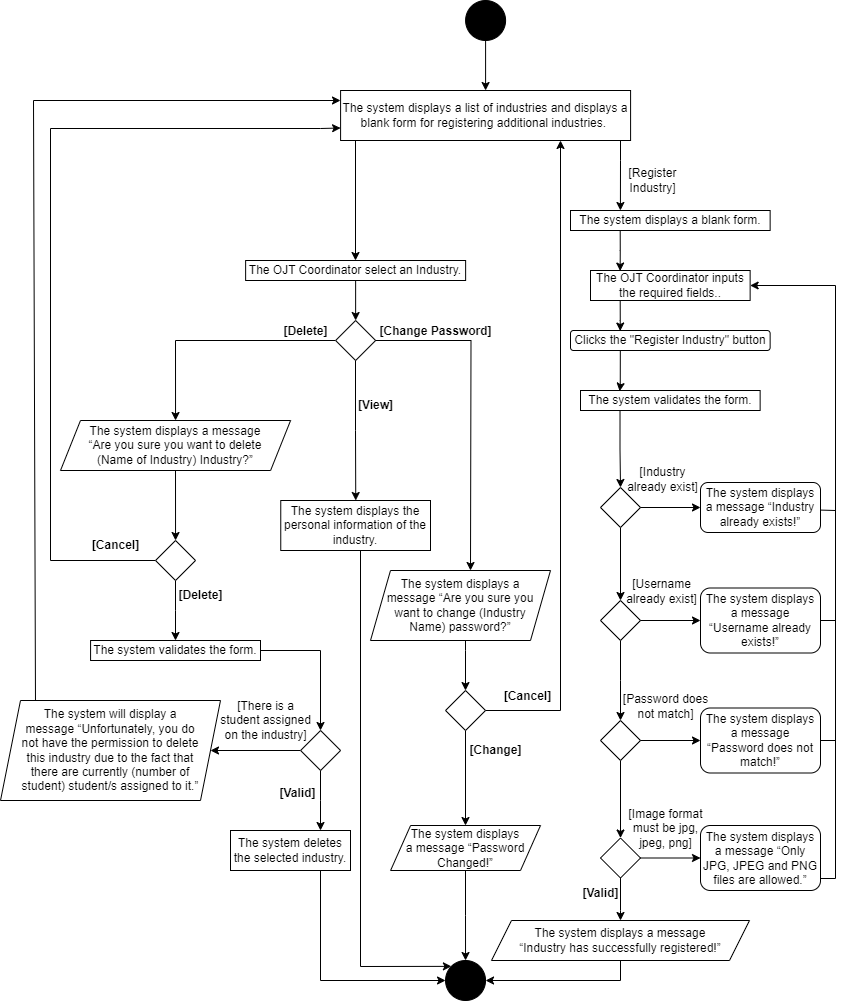 The system displays a list of industries and displays a
blank form for registering additional industries.
[Register
Industry]
The system displays a blank form.
The OJT Coordinator select an Industry.
The OJT Coordinator inputs
the required fields..
[Delete]
[Change Password]
Clicks the "Register Industry" button
[View]
The system validates the form.
The system displays a message
“Are you sure you want to delete
(Name of Industry) Industry?”
[Industry
already exist]
The system displays
a message “Industry
already exists!”
The system displays the
personal information of the
industry.
[Cancel]
[Delete]
The system displays a
message “Are you sure you
want to change (Industry
Name) password?”
[Username
already exist]
The system displays
a message
“Username already
exists!”
The system validates the form.
[Cancel]
[There is a
student assigned
on the industry]
The system will display a
message “Unfortunately, you do
not have the permission to delete
this industry due to the fact that
there are currently (number of
student) student/s assigned to it.”
[Password does
not match]
The system displays
a message
“Password does not
match!”
[Change]
[Valid]
The system deletes
the selected industry.
The system displays
a message “Password
Changed!”
[Image format
must be jpg,
jpeg, png]
The system displays
a message “Only
JPG, JPEG and PNG
files are allowed.”
[Valid]
The system displays a message
“Industry has successfully registered!”